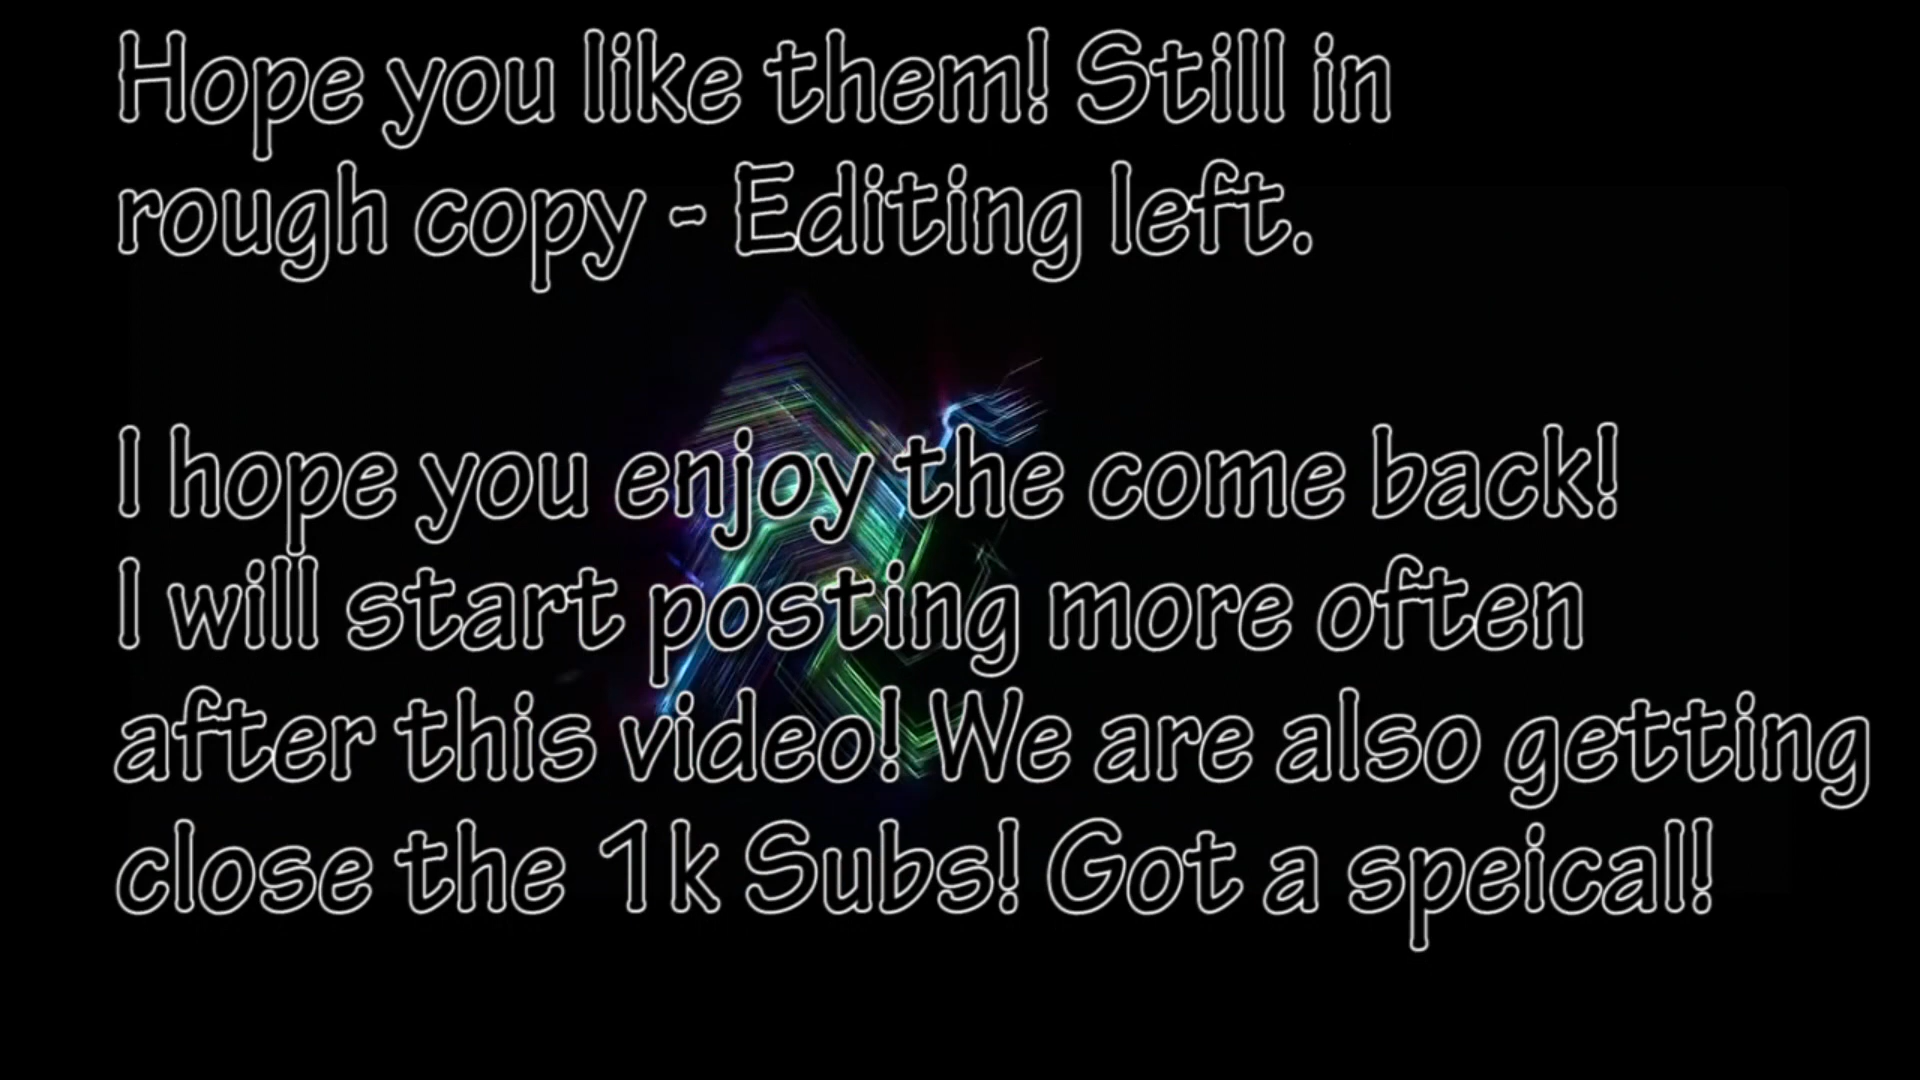 Hope you like them! Still in
rough copy - Editing left.
I hope you enjoy the come back!
I will start posting more often
after this video! We are also getting
close the 1k Subs! Got a speical!